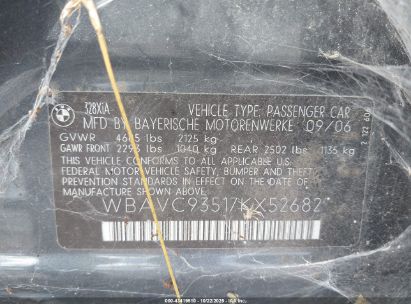 328XiA VEHICLE TYPE: PASSENGER CAR
MFD BY BAYERISCHE MOTORENWERKE 09/06
GVWR 4685 lbs 2125 kg
GAWR FRONT 2293 lbs 1040 kg REAR 2502 lbs 1135 kg
THIS VEHICLE CONFORMS TO ALL APPLICABLE U.S.
FEDERAL MOTOR VEHICLE SAFETY, BUMPER AND THEFT
PREVENTION STANDARDS IN EFFECT ON THE DATE OF
MANUFACTURE SHOWN ABOVE.
WBAVC93517KX52682